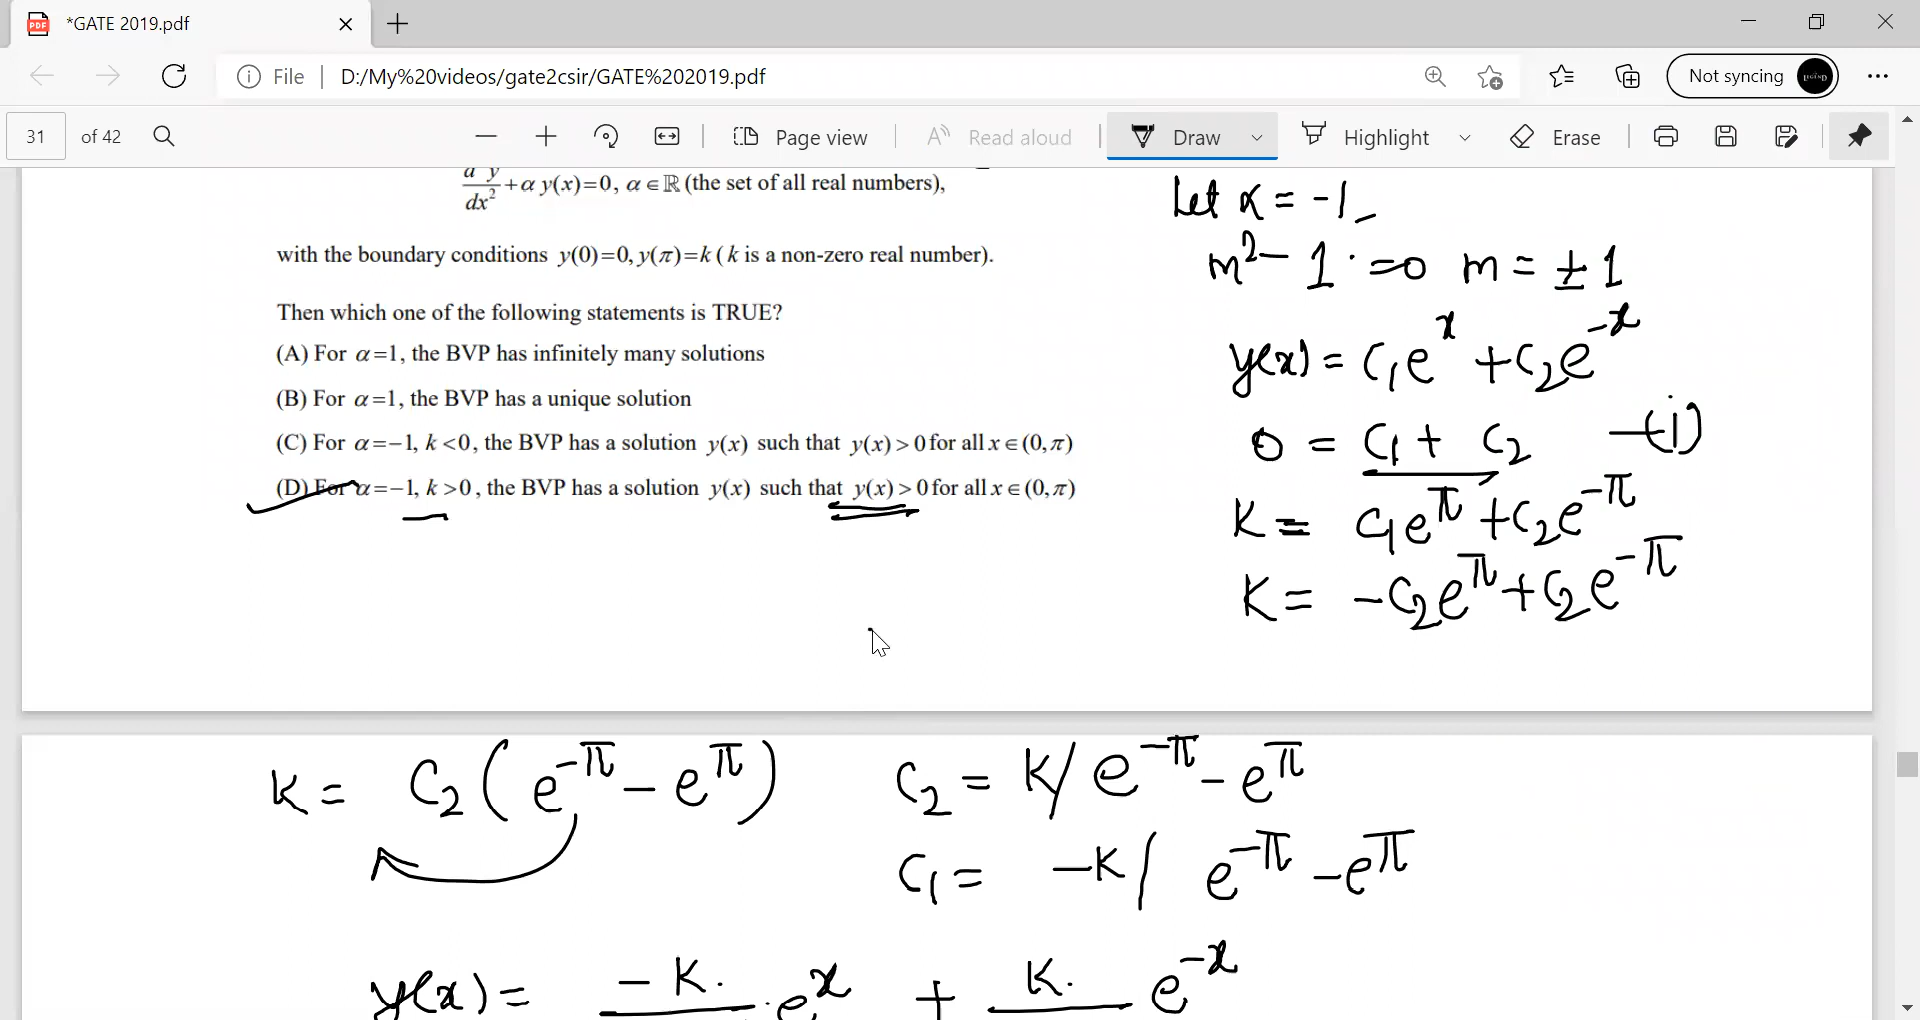 *GATE 2019.pdf
File | D:/My%20videos/gate2csir/GATE%202019.pdf
Not syncing
31 of 42
Page view
Read aloud
Draw
Highlight
Erase
d y/dx² + α y(x)=0, α ∈ ℝ (the set of all real numbers),
with the boundary conditions y(0)=0, y(π)=k (k is a non-zero real number).
Then which one of the following statements is TRUE?
(A) For α=1, the BVP has infinitely many solutions
(B) For α=1, the BVP has a unique solution
(C) For α=−1, k<0, the BVP has a solution y(x) such that y(x)>0 for all x∈(0,π)
(D) For α=−1, k>0, the BVP has a solution y(x) such that y(x)>0 for all x∈(0,π)
Let α = -1
m² - 1 = 0 m = ± 1
y(x) = c₁e^x + c₂e^-x
0 = c₁ + c₂ —(i)
K = c₁e^π + c₂e^-π
K = -c₂e^π + c₂e^-π
K = c₂(e^-π - e^π)
c₂ = K/ e^-π - e^π
c₁ = -K/ e^-π - e^π
y(x) = -K. . e^x + K. e^-x